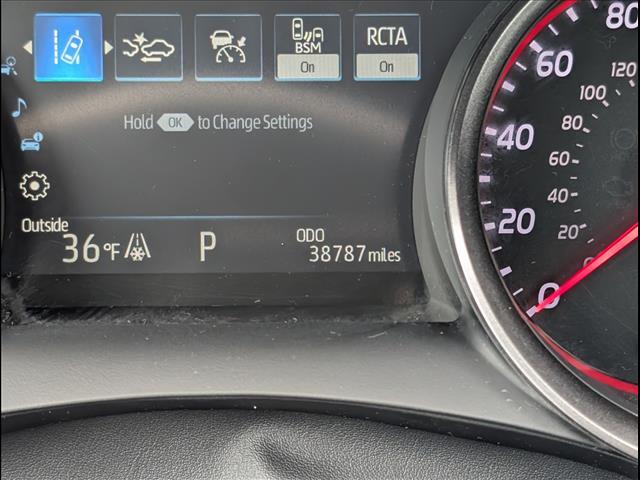 BSM
On
RCTA
On
Hold OK to Change Settings
Outside
36°F
P
ODO
38787 miles
80
60
40
20
0
120
100
80
60
40
20
0